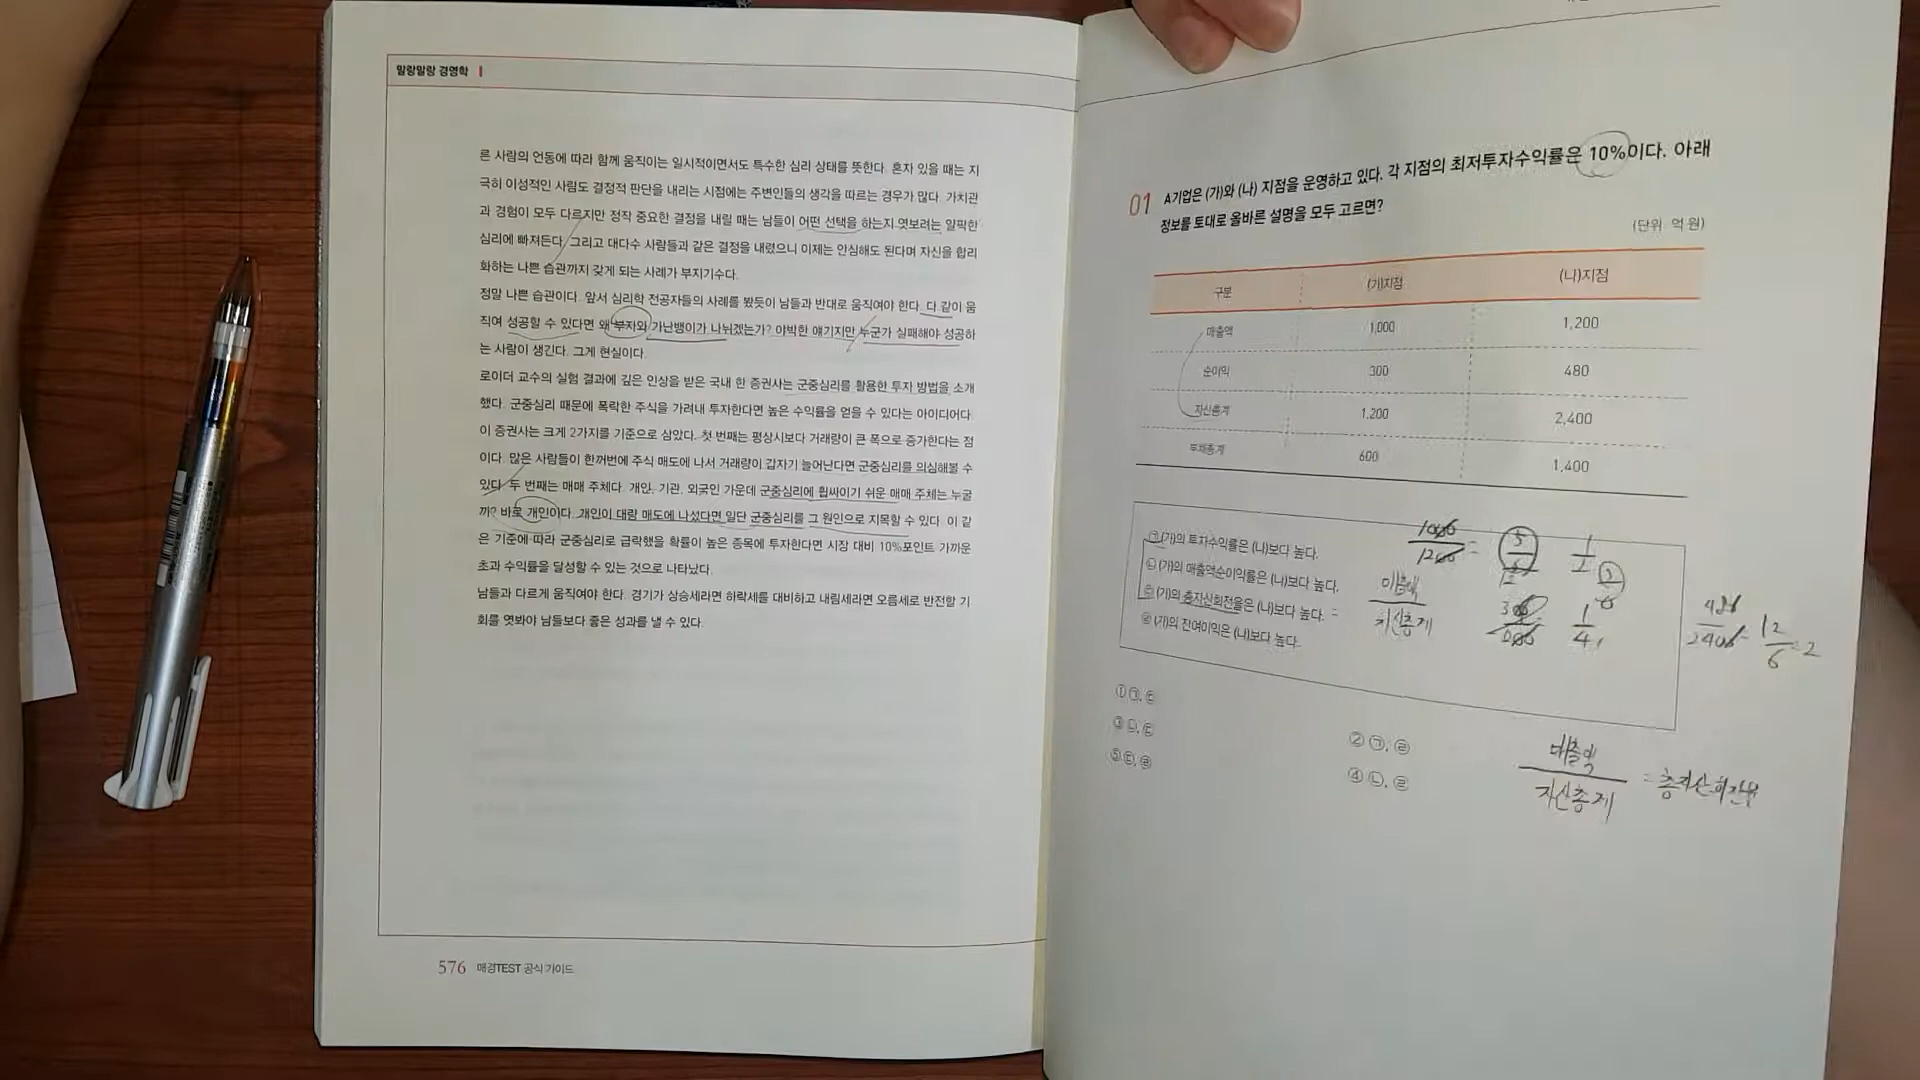 말랑말랑 경영학
른 사람의 언동에 따라 함께 움직이는 일시적이면서도 특수한 심리 상태를 뜻한다. 혼자 있을 때는 지
극히 이성적인 사람도 결정적 판단을 내리는 시점에는 주변인들의 생각을 따르는 경우가 많다. 가치관
과 경험이 모두 다르지만 정작 중요한 결정을 내릴 때는 남들이 어떤 선택을 하는지 엿보려는 얄팍한
심리에 빠져든다. 그리고 대다수 사람들과 같은 결정을 내렸으니 이제는 안심해도 된다며 자신을 합리
화하는 나쁜 습관까지 갖게 되는 사례가 부지기수다.
정말 나쁜 습관이다. 앞서 심리학 전공자들의 사례를 봤듯이 남들과 반대로 움직여야 한다. 다 같이 움
직여 성공할 수 있다면 왜 부자와 가난뱅이가 나뉘겠는가? 야박한 얘기지만 누군가 실패해야 성공하
는 사람이 생긴다. 그게 현실이다.
로이더 교수의 실험 결과에 깊은 인상을 받은 국내 한 증권사는 군중심리를 활용한 투자 방법을 소개
했다. 군중심리 때문에 폭락한 주식을 가려내 투자한다면 높은 수익률을 얻을 수 있다는 아이디어다.
이 증권사는 크게 2가지를 기준으로 삼았다. 첫 번째는 평상시보다 거래량이 큰 폭으로 증가한다는 점
이다. 많은 사람들이 한꺼번에 주식 매도에 나서 거래량이 갑자기 늘어난다면 군중심리를 의심해볼 수
있다. 두 번째는 매매 주체다. 개인, 기관, 외국인 가운데 군중심리에 휩싸이기 쉬운 매매 주체는 누굴
까? 바로 개인이다. 개인이 대량 매도에 나섰다면 일단 군중심리를 그 원인으로 지목할 수 있다. 이 같
은 기준에 따라 군중심리로 급락했을 확률이 높은 종목에 투자한다면 시장 대비 10%포인트 가까운
초과 수익률을 달성할 수 있는 것으로 나타났다.
남들과 다르게 움직여야 한다. 경기가 상승세라면 하락세를 대비하고 내림세라면 오름세로 반전할 기
회를 엿봐야 남들보다 좋은 성과를 낼 수 있다.
576 매경TEST 공식 가이드
01 A기업은 (가)와 (나) 지점을 운영하고 있다. 각 지점의 최저투자수익률은 10%이다. 아래
정보를 토대로 올바른 설명을 모두 고르면?
(단위: 억 원)
구분 (가)지점 (나)지점
매출액 1,000 1,200
순이익 300 480
자산총계 1,200 2,400
부채총계 600 1,400
㉠ (가)의 투자수익률은 (나)보다 높다.
㉡ (가)의 매출액순이익률은 (나)보다 높다.
㉢ (가)의 총자산회전율은 (나)보다 높다. =
㉣ (가)의 잔여이익은 (나)보다 높다.
1000
1200
=
5
1
2
매출액
자산총계
1
4
12
6
=2
① ㉠, ㉢
② ㉠, ㉣
③ ㉡, ㉢
④ ㉡, ㉣
⑤ ㉢, ㉣
매출액
자산총계
= 총자산회전율